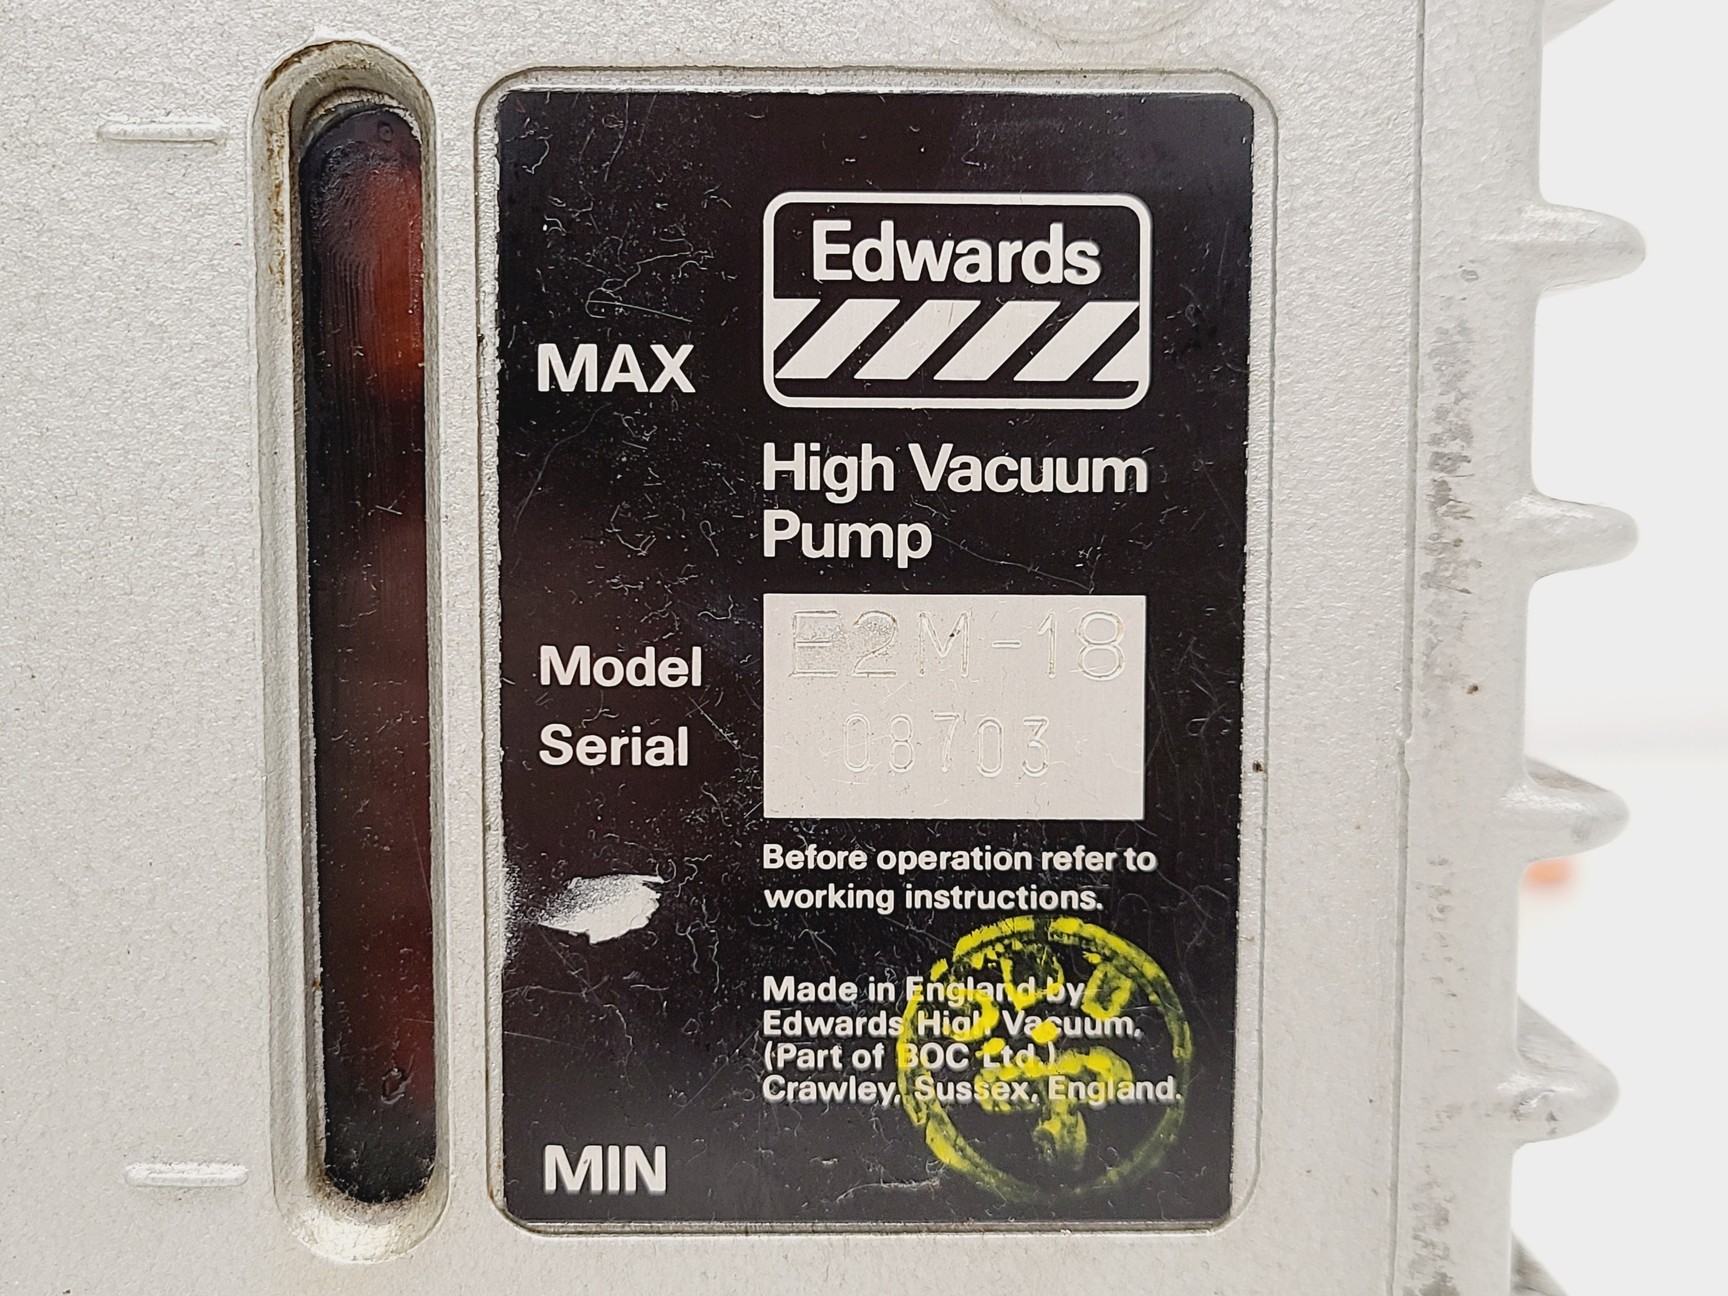 Edwards
MAX
High Vacuum
Pump
Model E2M-18
Serial 08703
Before operation refer to
working instructions.
Made in England by
Edwards High Vacuum,
(Part of BOC Ltd.)
Crawley, Sussex, England.
MIN